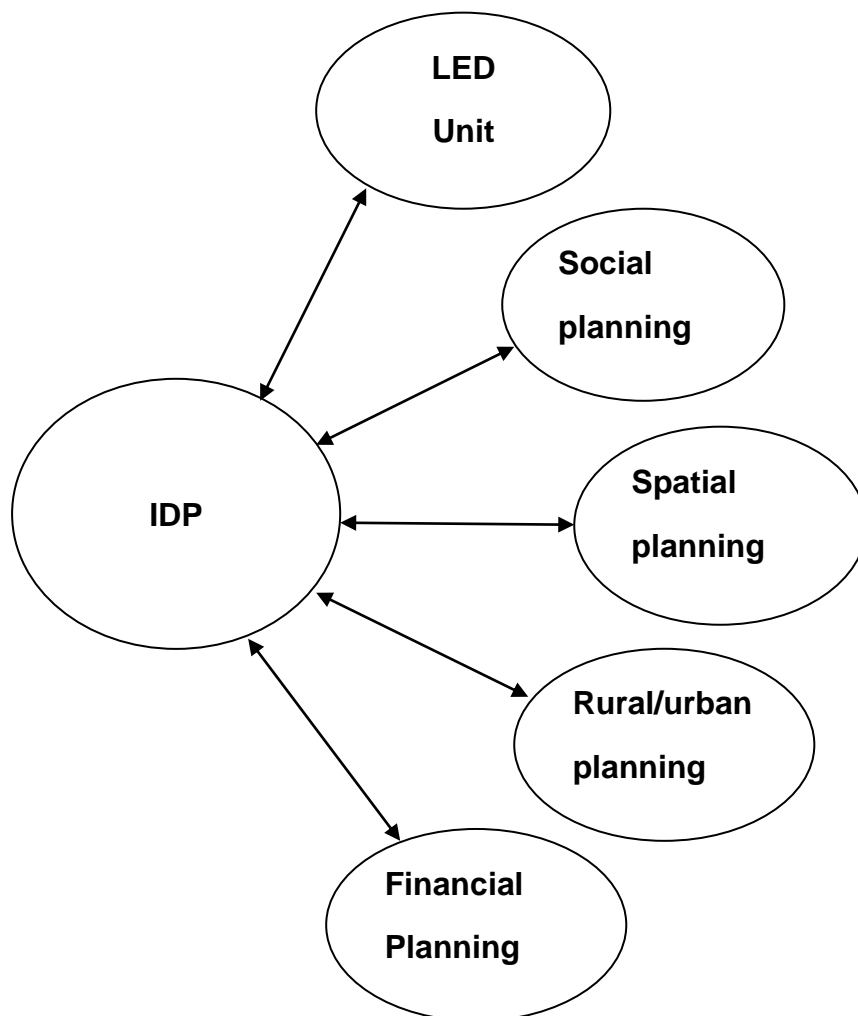 LED
Unit
Social
planning
Spatial
planning
IDP
Rural/urban
planning
Financial
Planning